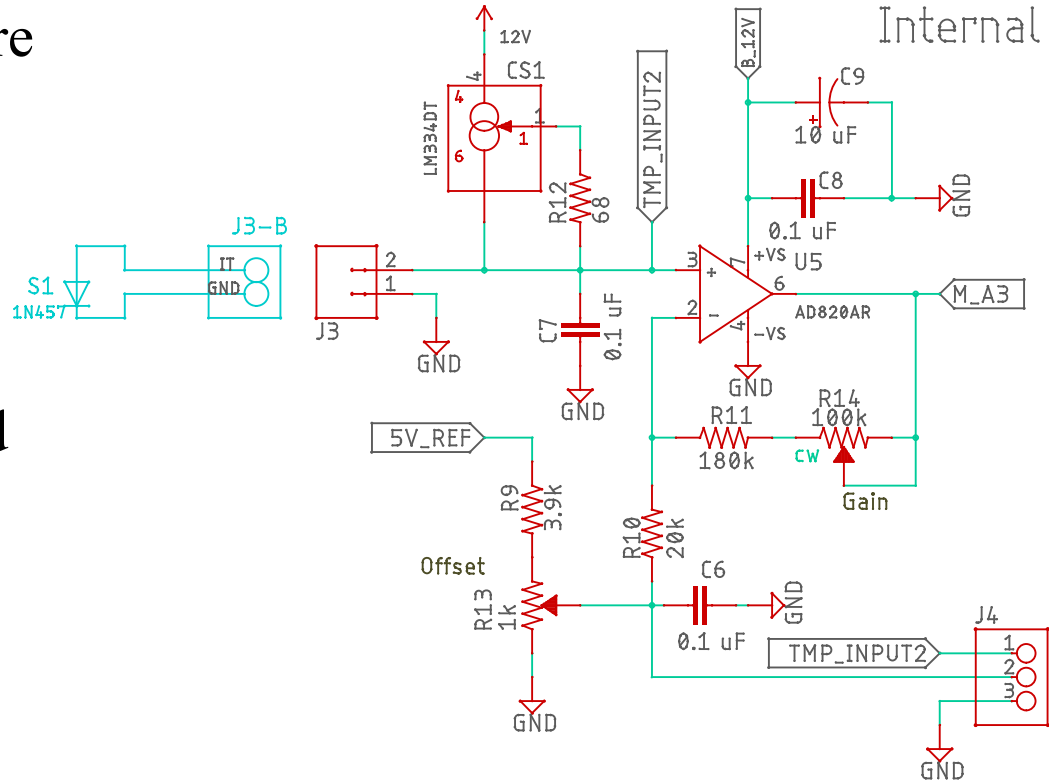 re
d
Internal
12V
CS1
4
4
1
1
6
LM334DT
R12
68
TMP_INPUT2
B_12V
C9
+
10 uF
C8
0.1 uF
GND
J3-B
IT
GND
S1
1N457
2
1
J3
GND
C7
0.1 uF
GND
3
+
2
-
7
+VS
U5
6
AD820AR
4
-VS
GND
M_A3
R11
180k
R14
100k
CW
Gain
5V_REF
R9
3.9k
Offset
R13
1k
GND
R10
20k
C6
0.1 uF
GND
TMP_INPUT2
J4
1
2
3
GND